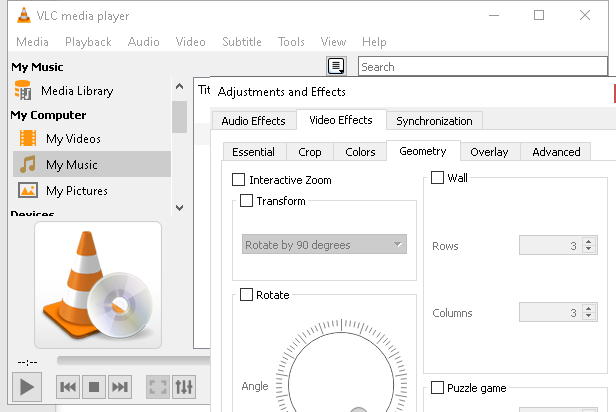 VLC media player
Media Playback Audio Video Subtitle Tools View Help
My Music
Search
Media Library
Adjustments and Effects
My Computer
Audio Effects Video Effects Synchronization
My Videos
Essential Crop Colors Geometry Overlay Advanced
My Music
Interactive Zoom
Wall
My Pictures
Transform
Devices
Rotate by 90 degrees
Rows 3
Rotate
Columns 3
--:--
Angle
Puzzle game